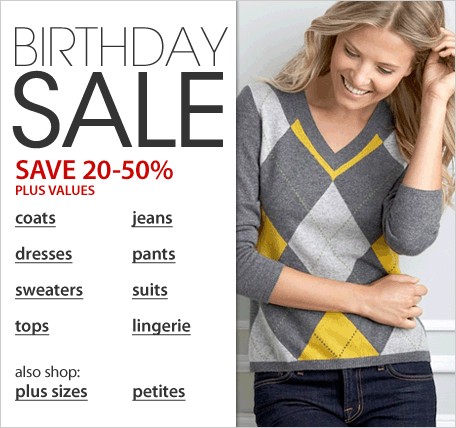 BIRTHDAY
SALE
SAVE 20-50%
PLUS VALUES
coats
jeans
dresses
pants
sweaters
suits
tops
lingerie
also shop:
plus sizes
petites